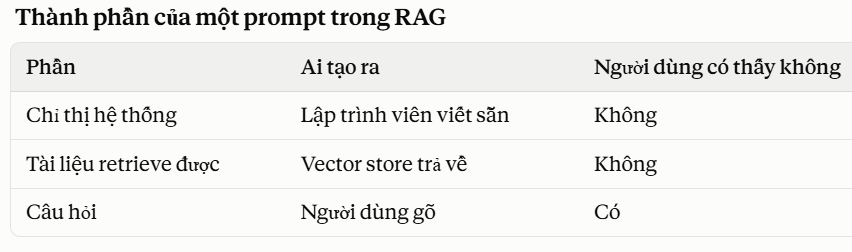 Thành phần của một prompt trong RAG
Phần Ai tạo ra Người dùng có thấy không
Chỉ thị hệ thống Lập trình viên viết sẵn Không
Tài liệu retrieve được Vector store trả về Không
Câu hỏi Người dùng gõ Có